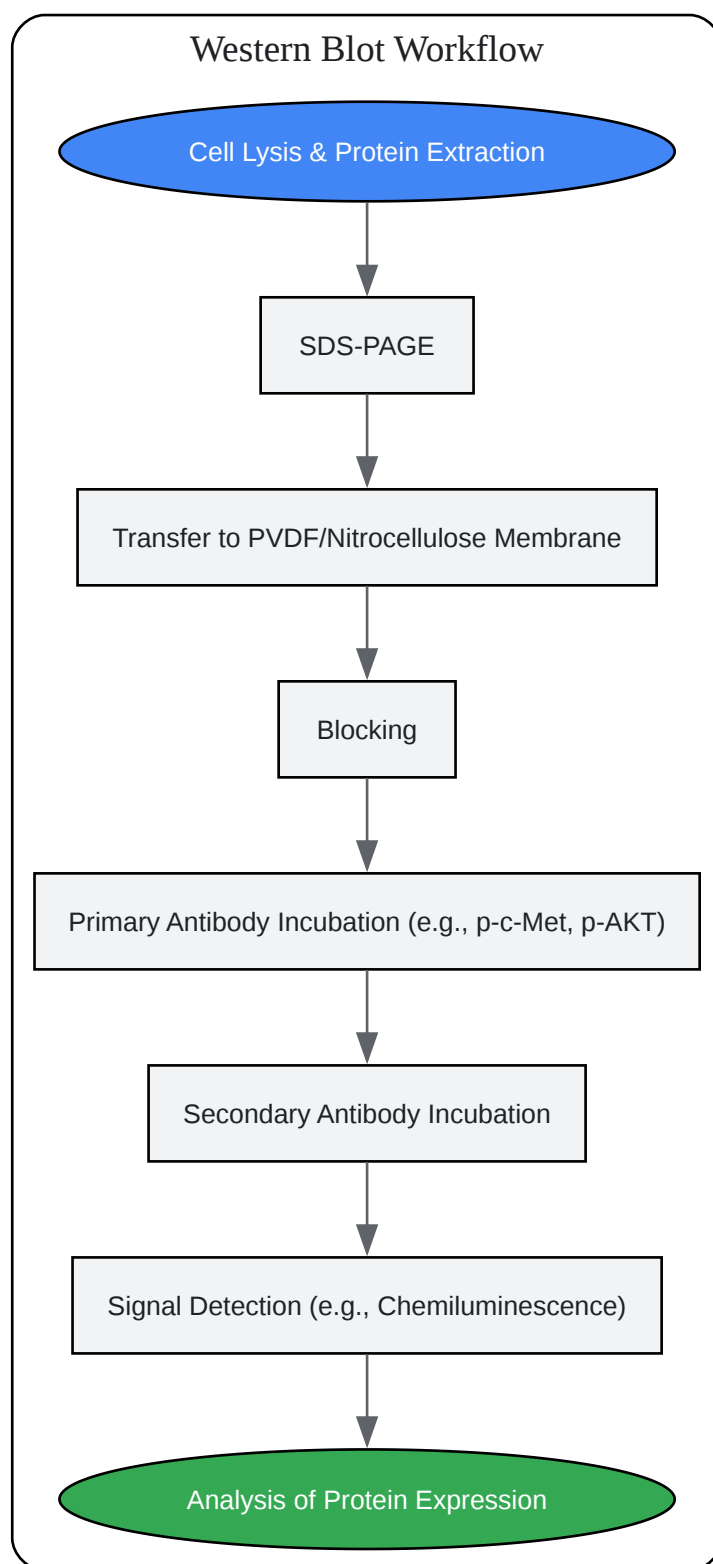 Western Blot Workflow
Cell Lysis & Protein Extraction
SDS-PAGE
Transfer to PVDF/Nitrocellulose Membrane
Blocking
Primary Antibody Incubation (e.g., p-c-Met, p-AKT)
Secondary Antibody Incubation
Signal Detection (e.g., Chemiluminescence)
Analysis of Protein Expression